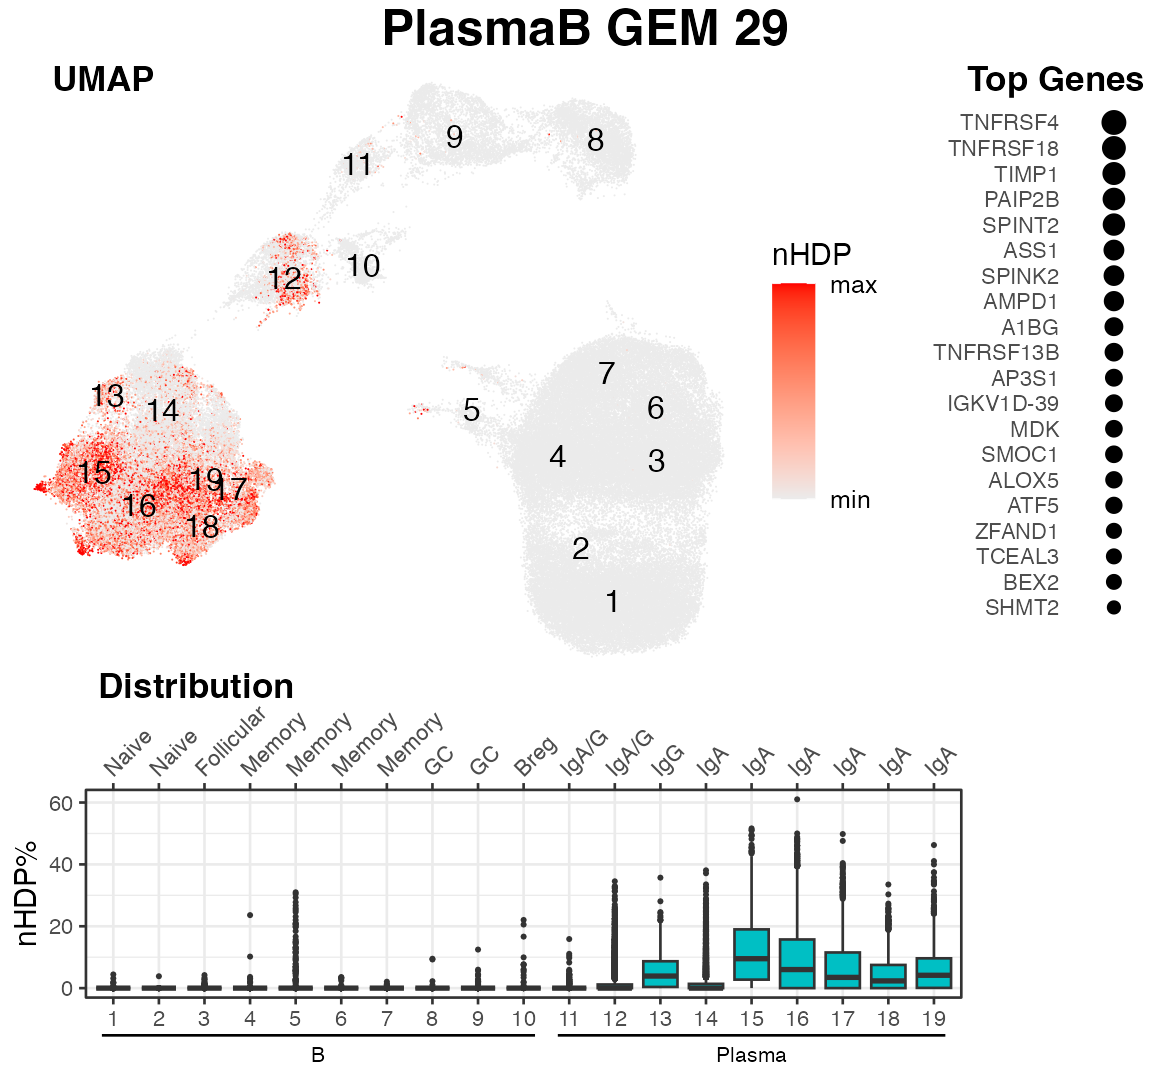 PlasmaB GEM 29
UMAP
9
8
11
10
12
13
14
15
19
17
16
18
7
6
5
4
3
2
1
nHDP
max
min
Top Genes
TNFRSF4
TNFRSF18
TIMP1
PAIP2B
SPINT2
ASS1
SPINK2
AMPD1
A1BG
TNFRSF13B
AP3S1
IGKV1D-39
MDK
SMOC1
ALOX5
ATF5
ZFAND1
TCEAL3
BEX2
SHMT2
Distribution
Naive Naive Follicular Memory Memory Memory Memory GC GC Breg IgA/G IgA/G IgG IgA IgA IgA IgA IgA IgA
nHDP%
60
40
20
0
1 2 3 4 5 6 7 8 9 10 11 12 13 14 15 16 17 18 19
B Plasma